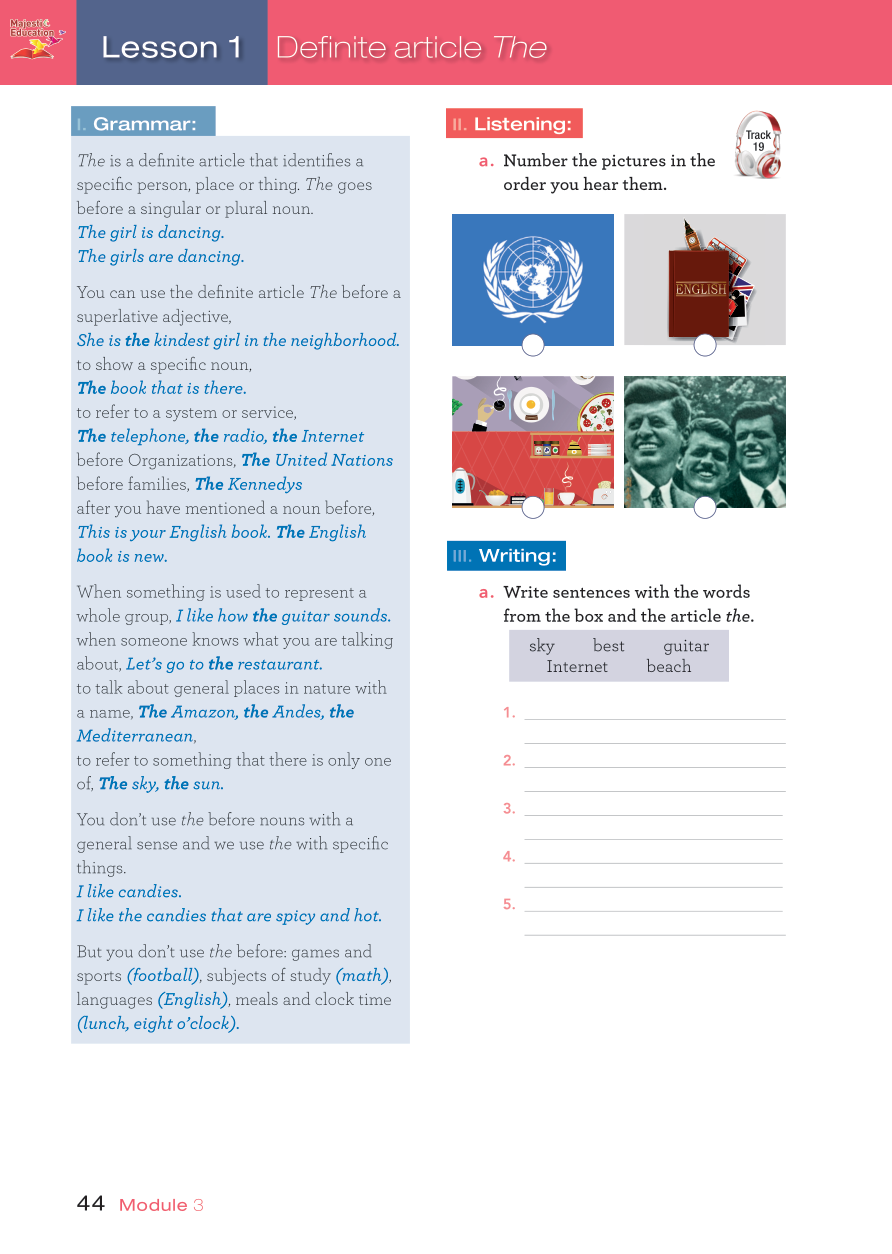 Majestic
Education
Lesson 1
Definite article The
I. Grammar:
The is a definite article that identifies a
specific person, place or thing. The goes
before a singular or plural noun.
The girl is dancing.
The girls are dancing.
You can use the definite article The before a
superlative adjective,
She is the kindest girl in the neighborhood.
to show a specific noun,
The book that is there.
to refer to a system or service,
The telephone, the radio, the Internet
before Organizations, The United Nations
before families, The Kennedys
after you have mentioned a noun before,
This is your English book. The English
book is new.
When something is used to represent a
whole group, I like how the guitar sounds.
when someone knows what you are talking
about, Let's go to the restaurant.
to talk about general places in nature with
a name, The Amazon, the Andes, the
Mediterranean,
to refer to something that there is only one
of, The sky, the sun.
You don't use the before nouns with a
general sense and we use the with specific
things.
I like candies.
I like the candies that are spicy and hot.
But you don't use the before: games and
sports (football), subjects of study (math),
languages (English), meals and clock time
(lunch, eight o'clock).
II. Listening:
Track
19
a. Number the pictures in the
order you hear them.
ENGLISH
III. Writing:
a. Write sentences with the words
from the box and the article the.
sky best guitar
Internet beach
1.
2.
3.
4.
5.
44 Module 3